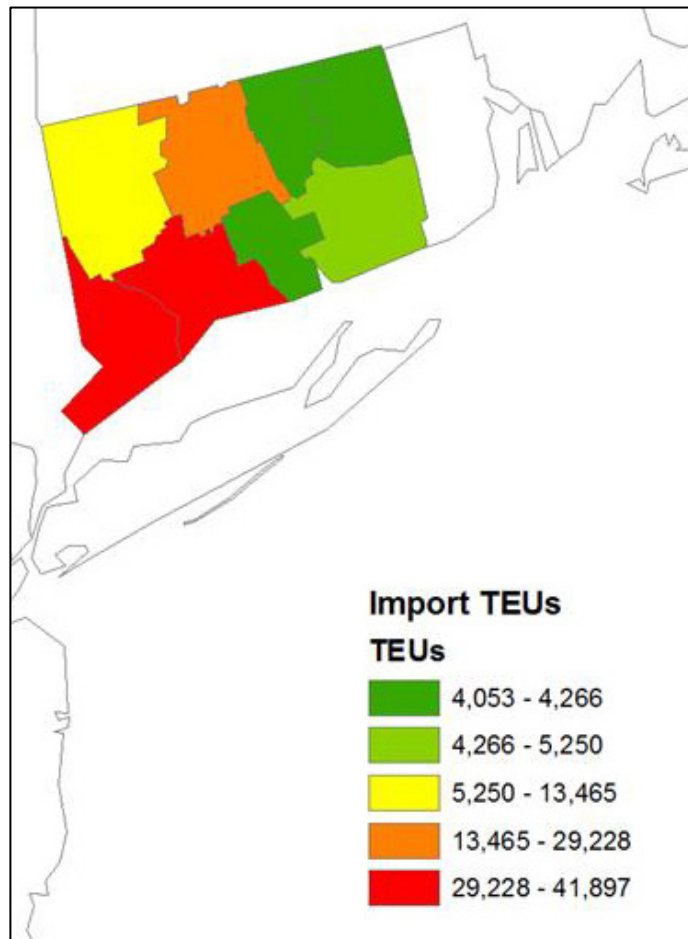 Import TEUs
TEUs
4,053 - 4,266
4,266 - 5,250
5,250 - 13,465
13,465 - 29,228
29,228 - 41,897